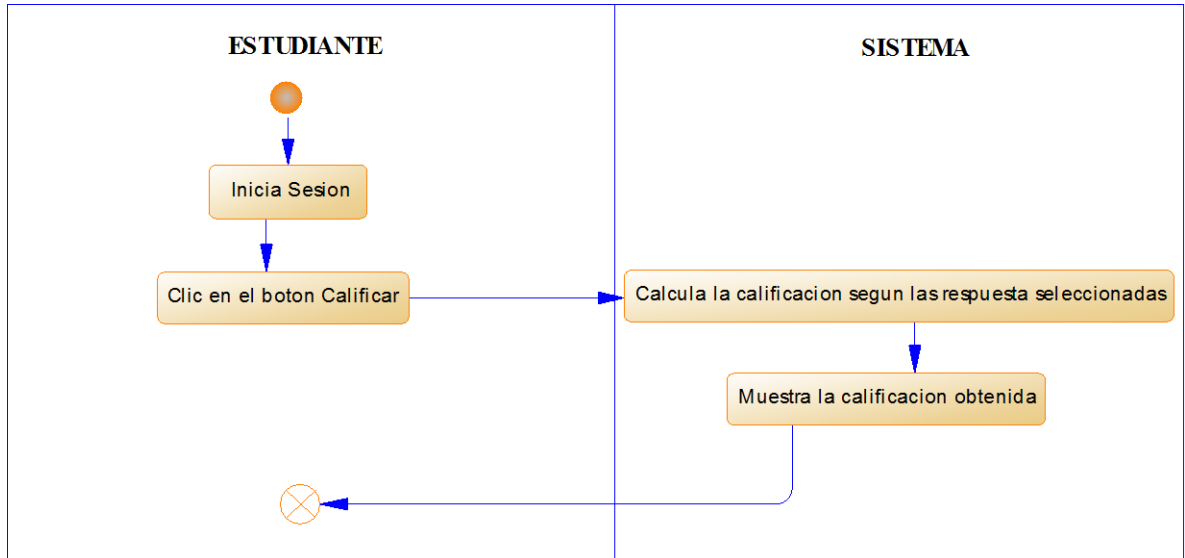 ESTUDIANTE
SISTEMA
Inicia Sesion
Clic en el boton Calificar
Calcula la calificacion segun las respuesta seleccionadas
Muestra la calificacion obtenida